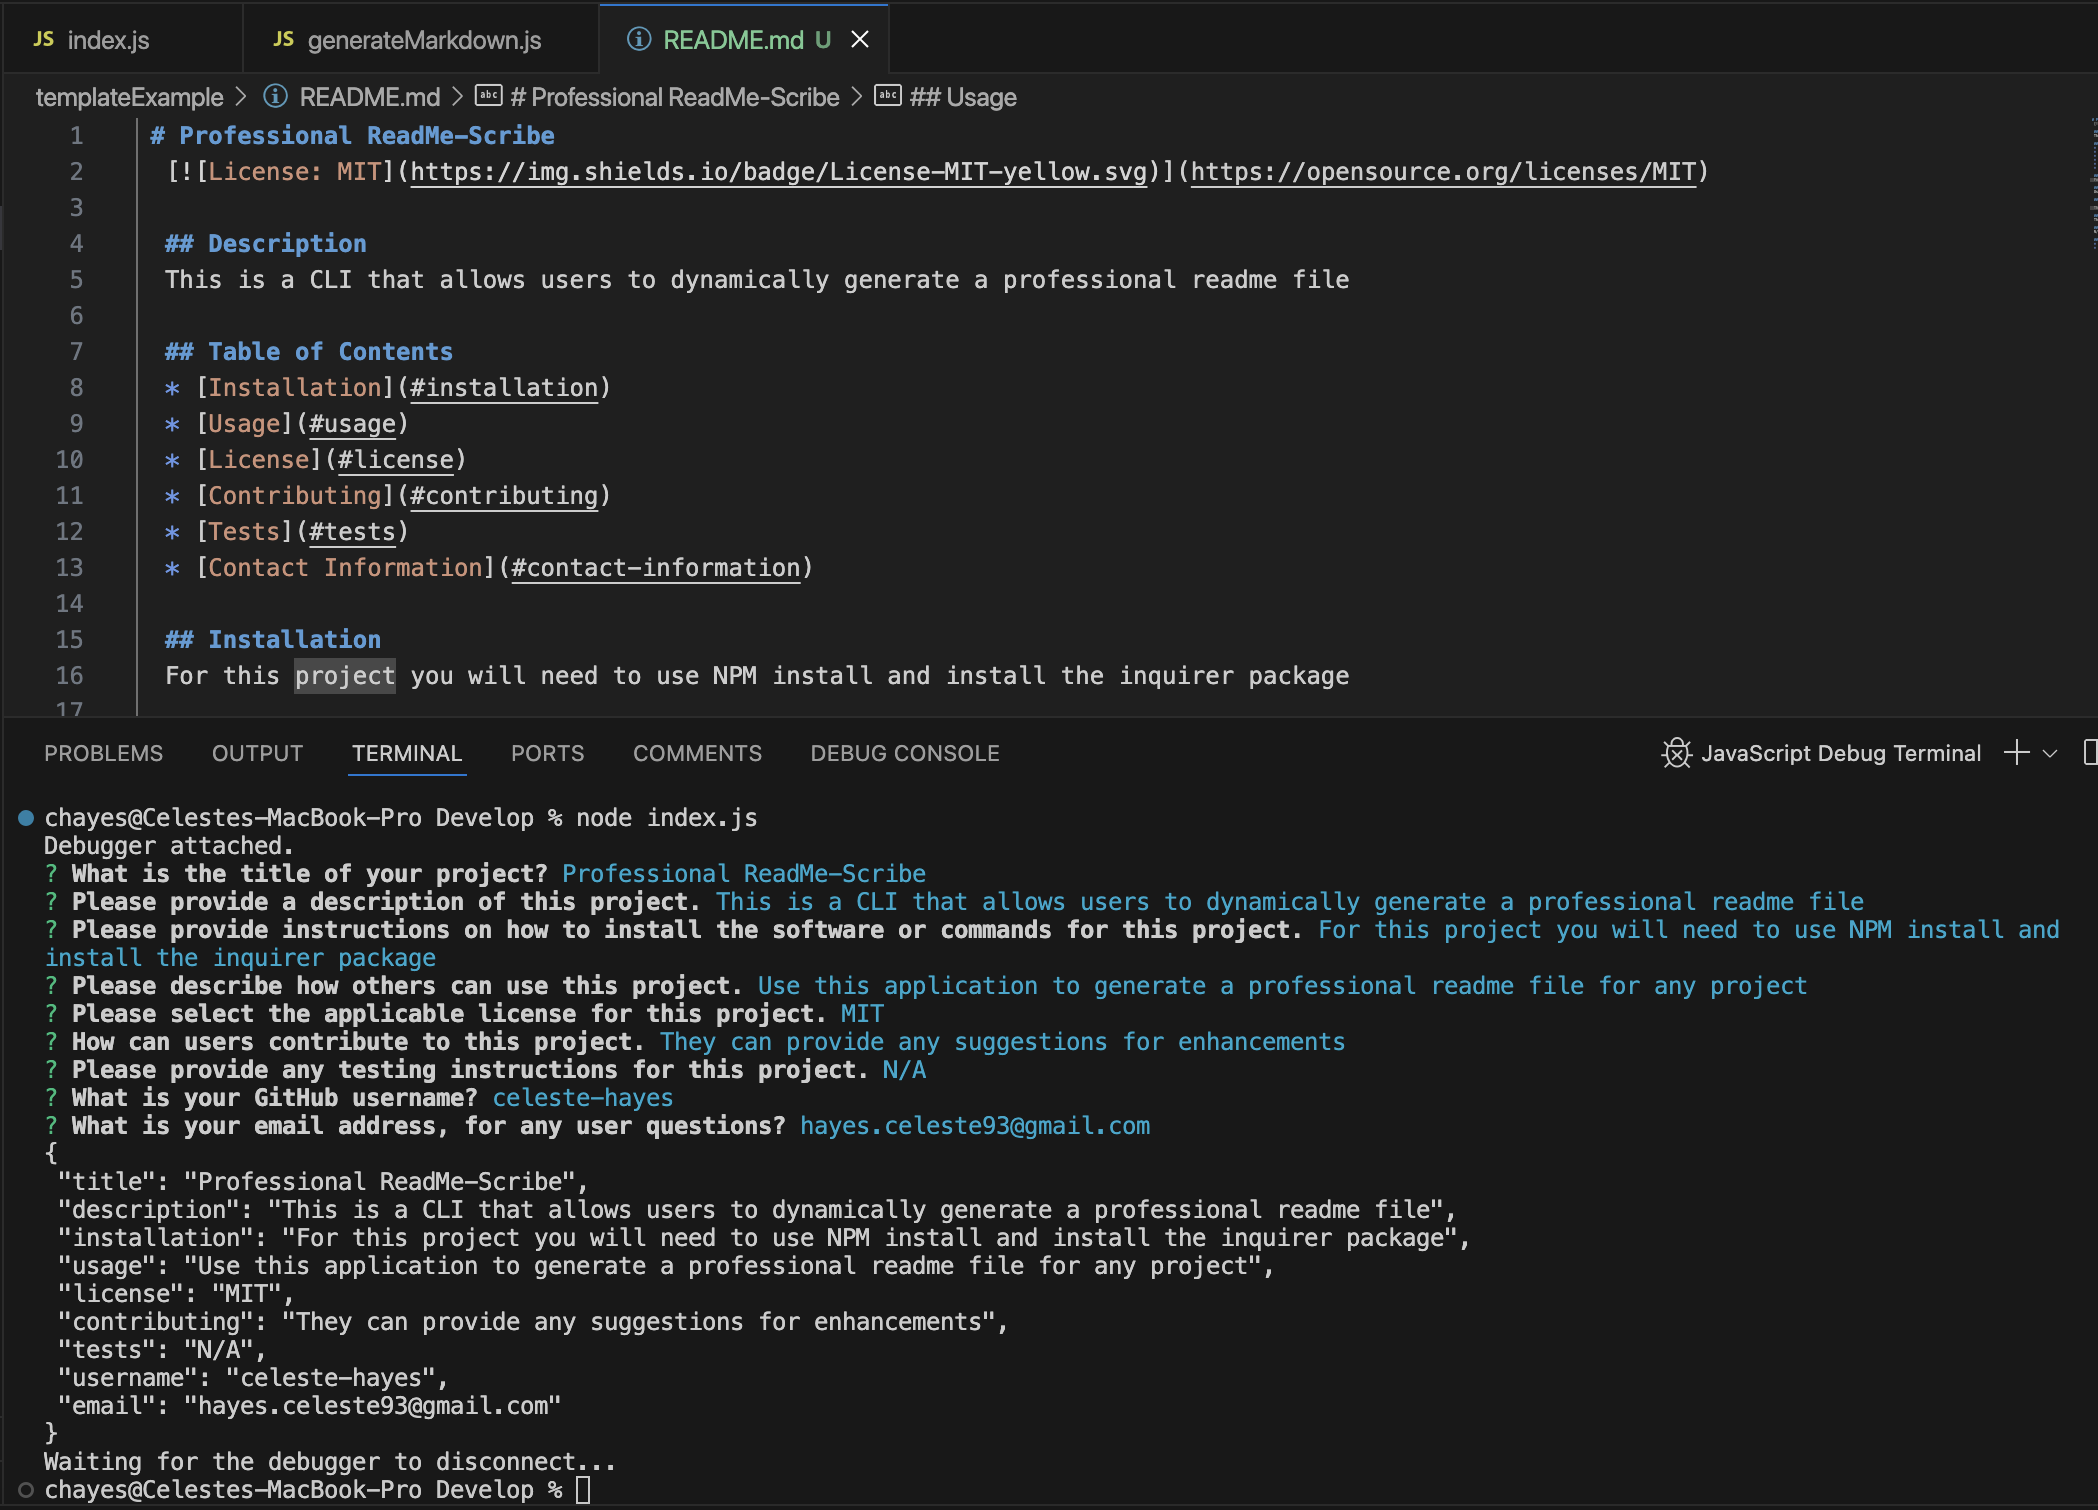 JS index.js JS generateMarkdown.js README.md U
templateExample > README.md > # Professional ReadMe-Scribe > ## Usage
1 # Professional ReadMe-Scribe
2 [![License: MIT](https://img.shields.io/badge/License-MIT-yellow.svg)](https://opensource.org/licenses/MIT)
3
4 ## Description
5 This is a CLI that allows users to dynamically generate a professional readme file
6
7 ## Table of Contents
8 * [Installation](#installation)
9 * [Usage](#usage)
10 * [License](#license)
11 * [Contributing](#contributing)
12 * [Tests](#tests)
13 * [Contact Information](#contact-information)
14
15 ## Installation
16 For this project you will need to use NPM install and install the inquirer package
17
PROBLEMS OUTPUT TERMINAL PORTS COMMENTS DEBUG CONSOLE JavaScript Debug Terminal
chayes@Celestes-MacBook-Pro Develop % node index.js
Debugger attached.
? What is the title of your project? Professional ReadMe-Scribe
? Please provide a description of this project. This is a CLI that allows users to dynamically generate a professional readme file
? Please provide instructions on how to install the software or commands for this project. For this project you will need to use NPM install and
install the inquirer package
? Please describe how others can use this project. Use this application to generate a professional readme file for any project
? Please select the applicable license for this project. MIT
? How can users contribute to this project. They can provide any suggestions for enhancements
? Please provide any testing instructions for this project. N/A
? What is your GitHub username? celeste-hayes
? What is your email address, for any user questions? hayes.celeste93@gmail.com
{
"title": "Professional ReadMe-Scribe",
"description": "This is a CLI that allows users to dynamically generate a professional readme file",
"installation": "For this project you will need to use NPM install and install the inquirer package",
"usage": "Use this application to generate a professional readme file for any project",
"license": "MIT",
"contributing": "They can provide any suggestions for enhancements",
"tests": "N/A",
"username": "celeste-hayes",
"email": "hayes.celeste93@gmail.com"
}
Waiting for the debugger to disconnect...
chayes@Celestes-MacBook-Pro Develop %